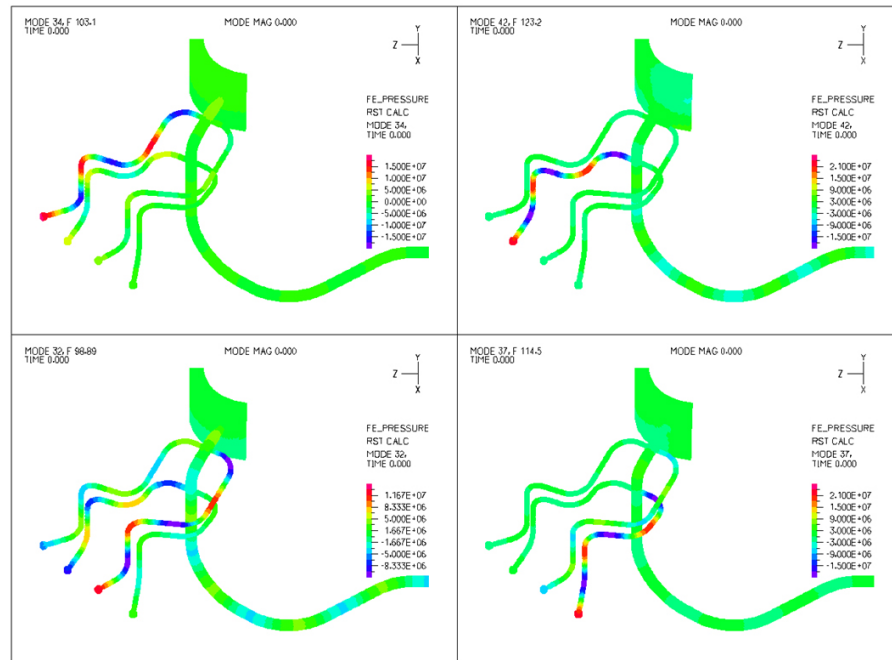 MODE 34, F 103.1 MODE MAG 0.000
TIME 0.000
Y
Z
X
FE_PRESSURE
RST CALC
MODE 34,
TIME 0.000
1.500E+07
1.000E+07
5.000E+06
0.000E+00
-5.000E+06
-1.000E+07
-1.500E+07
MODE 42, F 123.2 MODE MAG 0.000
TIME 0.000
Y
Z
X
FE_PRESSURE
RST CALC
MODE 42,
TIME 0.000
2.100E+07
1.500E+07
9.000E+06
3.000E+06
-3.000E+06
-9.000E+06
-1.500E+07
MODE 32, F 98.89 MODE MAG 0.000
TIME 0.000
Y
Z
X
FE_PRESSURE
RST CALC
MODE 32,
TIME 0.000
1.167E+07
8.333E+06
5.000E+06
1.667E+06
-1.667E+06
-5.000E+06
-8.333E+06
MODE 37, F 114.5 MODE MAG 0.000
TIME 0.000
Y
Z
X
FE_PRESSURE
RST CALC
MODE 37,
TIME 0.000
2.100E+07
1.500E+07
9.000E+06
3.000E+06
-3.000E+06
-9.000E+06
-1.500E+07